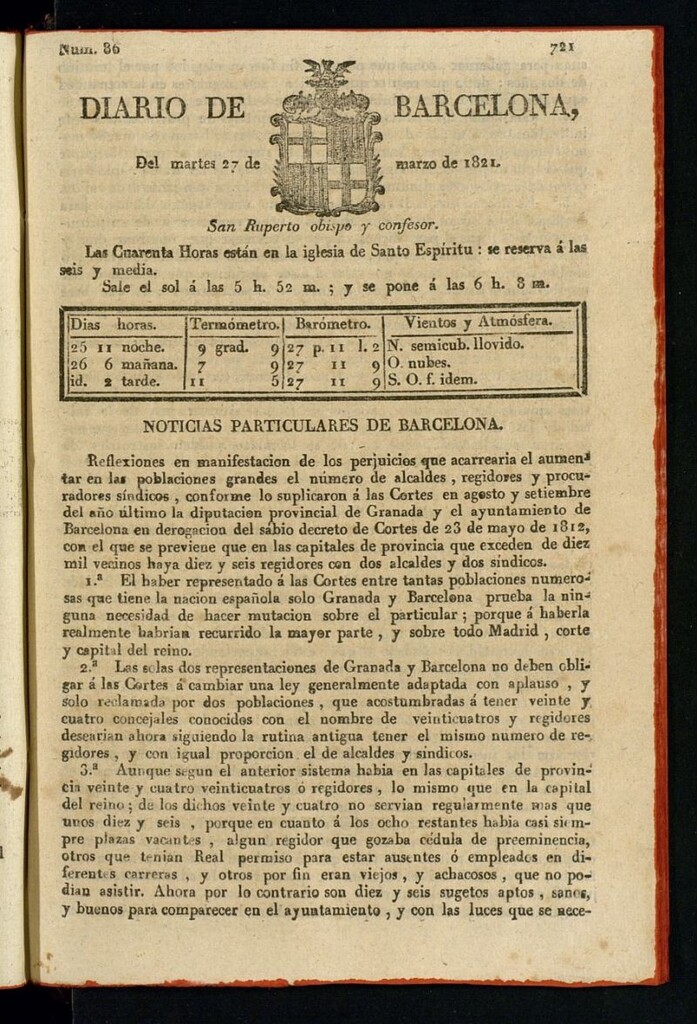 Num. 86 721
DIARIO DE BARCELONA,
Del martes 27 de marzo de 1821.
San Ruperto obispo y confesor.
Las Cuarenta Horas están en la iglesia de Santo Espíritu : se reserva á las
seis y media.
Sale el sol á las 5 h. 52 m. ; y se pone á las 6 h. 8 m.
Dias horas. Termómetro. Barómetro. Vientos y Atmósfera.
25 11 noche. 9 grad. 9 27 p. 11 l. 2 N. semicub. llovido.
26 6 mañana. 7 9 27 11 9 O. nubes.
id. 2 tarde. 11 5 27 11 9 S. O. f. idem.
NOTICIAS PARTICULARES DE BARCELONA.
Reflexiones en manifestacion de los perjuicios que acarrearia el aumen-
tar en las poblaciones grandes el número de alcaldes , regidores y procu-
radores síndicos , conforme lo suplicaron á las Cortes en agosto y setiembre
del año último la diputacion provincial de Granada y el ayuntamiento de
Barcelona en derogacion del sábio decreto de Cortes de 23 de mayo de 1812,
con el que se previene que en las capitales de provincia que exceden de diez
mil vecinos haya diez y seis regidores con dos alcaldes y dos síndicos.
1.ª El haber representado á las Cortes entre tantas poblaciones numero-
sas que tiene la nacion española solo Granada y Barcelona prueba la nin-
guna necesidad de hacer mutacion sobre el particular ; porque á haberla
realmente habrian recurrido la mayor parte , y sobre todo Madrid , corte
y capital del reino.
2.ª Las solas dos representaciones de Granada y Barcelona no deben obli-
gar á las Cortes á cambiar una ley generalmente adaptada con aplauso , y
solo reclamada por dos poblaciones , que acostumbradas á tener veinte y
cuatro concejales conocidos con el nombre de veinticuatros y regidores
desearian ahora siguiendo la rutina antigua tener el mismo numero de re-
gidores , y con igual proporcion el de alcaldes y síndicos.
3.ª Aunque segun el anterior sistema habia en las capitales de provin-
cia veinte y cuatro veinticuatros ó regidores , lo mismo que en la capital
del reino ; de los dichos veinte y cuatro no servian regularmente mas que
unos diez y seis , porque en cuanto á los ocho restantes habia casi siem-
pre plazas vacantes , algun regidor que gozaba cédula de preeminencia,
otros que tenian Real permiso para estar ausentes ó empleados en di-
ferentes carreras , y otros por fin eran viejos , y achacosos , que no po-
dian asistir. Ahora por lo contrario son diez y seis sugetos aptos , sanos,
y buenos para comparecer en el ayuntamiento , y con las luces que se nece-